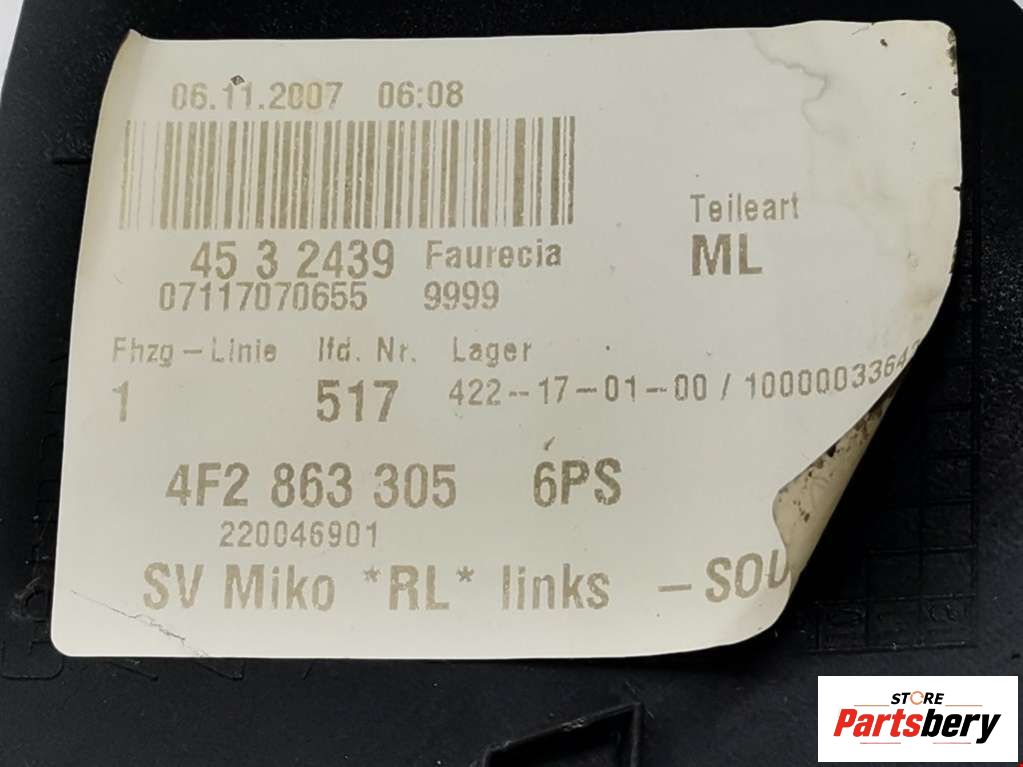 06.11.2007 06:08
45 3 2439 Faurecia
07117070655 9999
Teileart
ML
Fhzg-Linie lfd. Nr. Lager
1 517 422--17-01-00 / 1000003364
4F2 863 305 6PS
220046901
SV Miko *RL* links -SOU
STORE
Partsbery